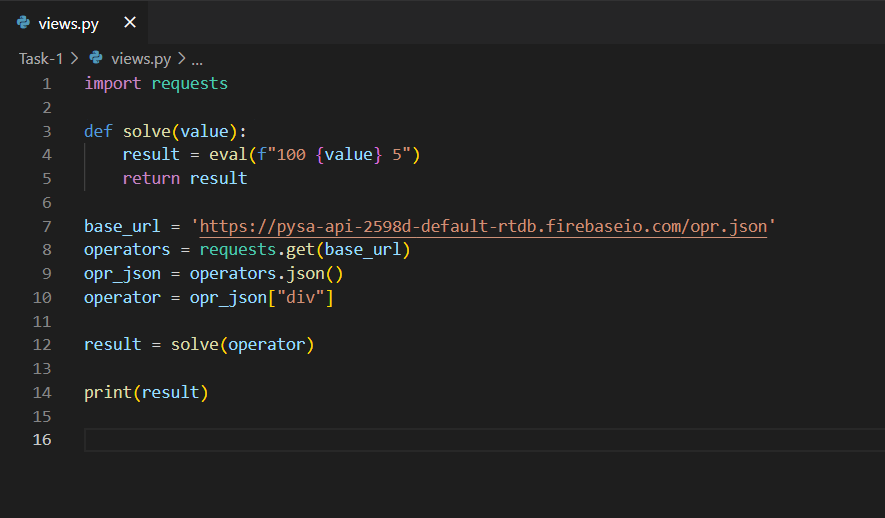 views.py ×
Task-1 > views.py > ...
1 import requests
2
3 def solve(value):
4     result = eval(f"100 {value} 5")
5     return result
6
7 base_url = 'https://pysa-api-2598d-default-rtdb.firebaseio.com/opr.json'
8 operators = requests.get(base_url)
9 opr_json = operators.json()
10 operator = opr_json["div"]
11
12 result = solve(operator)
13
14 print(result)
15
16